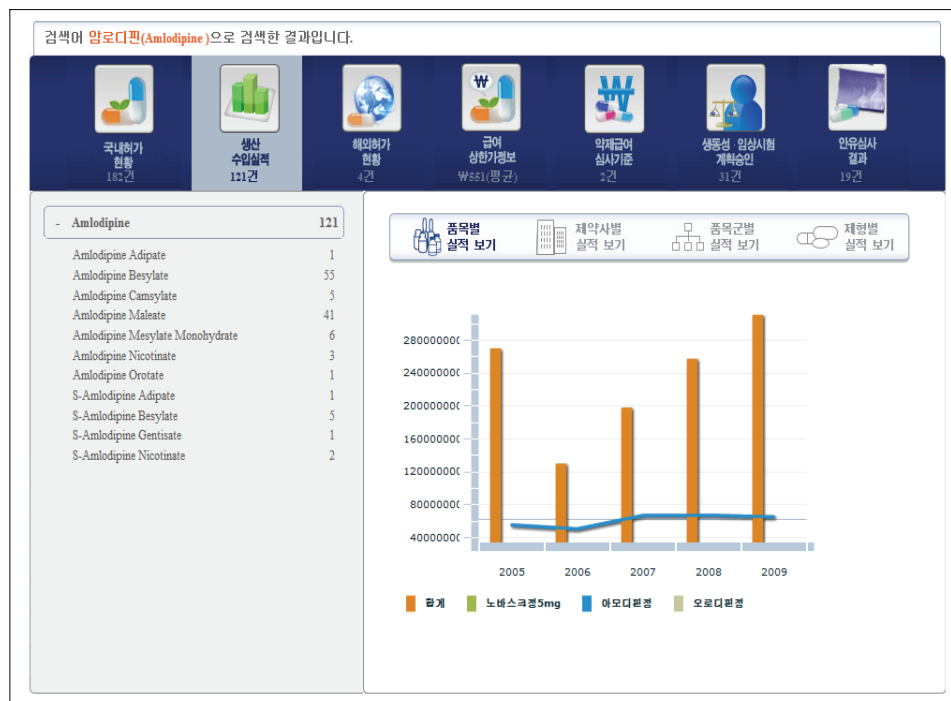 검색어 암로디핀(Amlodipine )으로 검색한 결과입니다.
국내허가
현황
182건
생산
수입실적
121건
해외허가
현황
4건
급여
상한가정보
₩551(평균)
약제급여
심사기준
2건
생동성·임상시험
계획승인
31건
안유심사
결과
19건
- Amlodipine 121
Amlodipine Adipate 1
Amlodipine Besylate 55
Amlodipine Camsylate 5
Amlodipine Maleate 41
Amlodipine Mesylate Monohydrate 6
Amlodipine Nicotinate 3
Amlodipine Orotate 1
S-Amlodipine Adipate 1
S-Amlodipine Besylate 5
S-Amlodipine Gentisate 1
S-Amlodipine Nicotinate 2
품목별
실적 보기
제약사별
실적 보기
품목군별
실적 보기
제형별
실적 보기
28000000(
24000000(
20000000(
16000000(
12000000(
80000000(
40000000(
2005 2006 2007 2008 2009
합계 노바스크정5mg 아모디핀정 오로디핀정